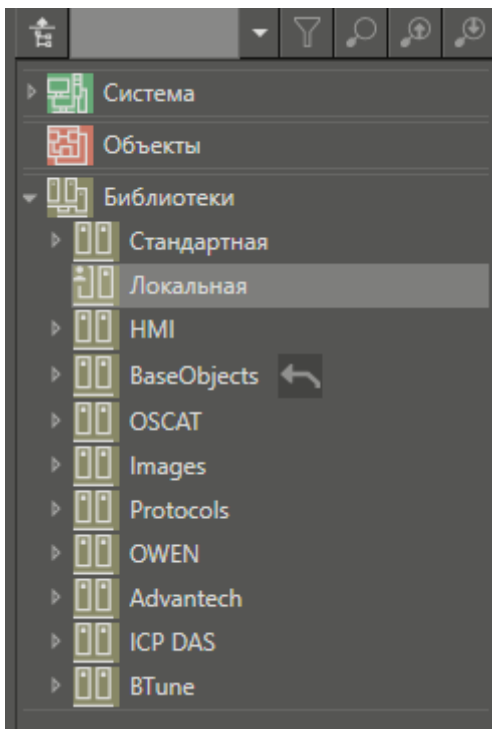 Система
Объекты
Библиотеки
Стандартная
Локальная
HMI
BaseObjects
OSCAT
Images
Protocols
OWEN
Advantech
ICP DAS
BTune